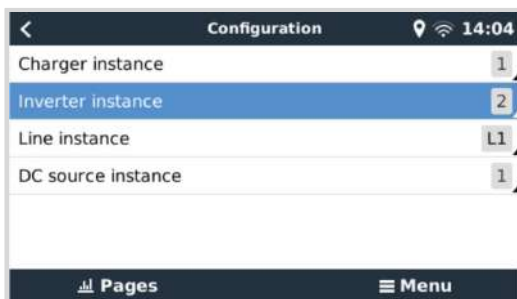 Configuration 14:04
Charger instance 1
Inverter instance 2
Line instance L1
DC source instance 1
Pages Menu